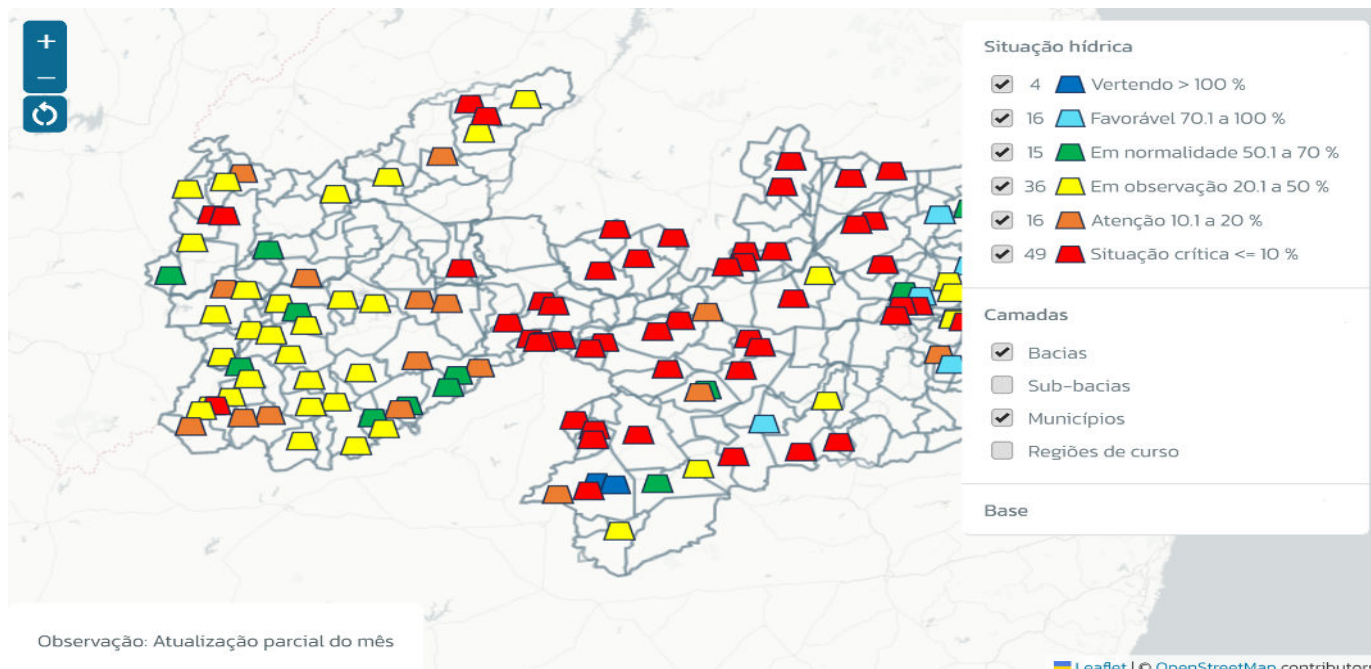 +
−
Situação hídrica
4 Vertendo > 100 %
16 Favorável 70.1 a 100 %
15 Em normalidade 50.1 a 70 %
36 Em observação 20.1 a 50 %
16 Atenção 10.1 a 20 %
49 Situação crítica <= 10 %
Camadas
Bacias
Sub-bacias
Municípios
Regiões de curso
Base
Observação: Atualização parcial do mês
Leaflet | © OpenStreetMap contributors